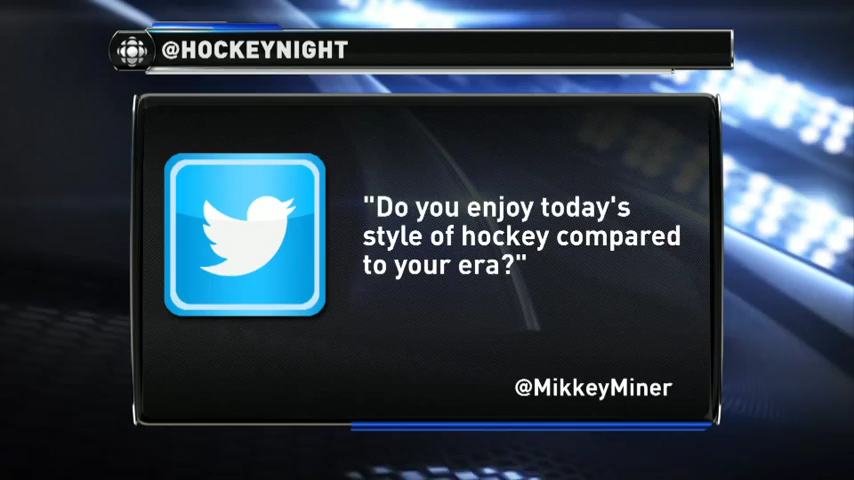 @HOCKEYNIGHT
"Do you enjoy today's
style of hockey compared
to your era?"
@MikkeyMiner